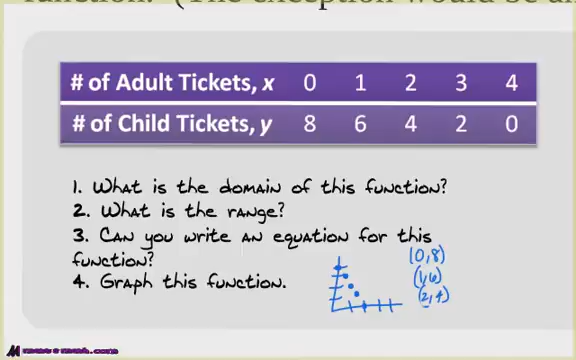 function. (The exception would be an
# of Adult Tickets, x 0 1 2 3 4
# of Child Tickets, y 8 6 4 2 0
1. What is the domain of this function?
2. What is the range?
3. Can you write an equation for this
function?
4. Graph this function.
(0,8)
(1,6)
(2,4)